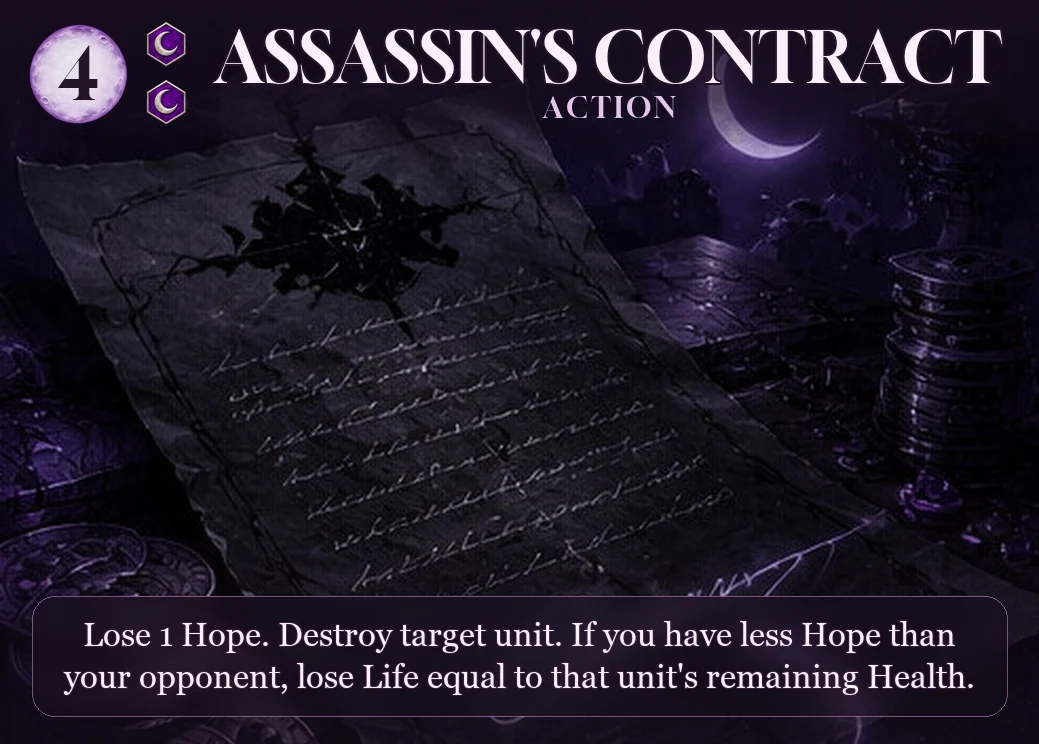 4
ASSASSIN'S CONTRACT
ACTION
Lose 1 Hope. Destroy target unit. If you have less Hope than
your opponent, lose Life equal to that unit's remaining Health.